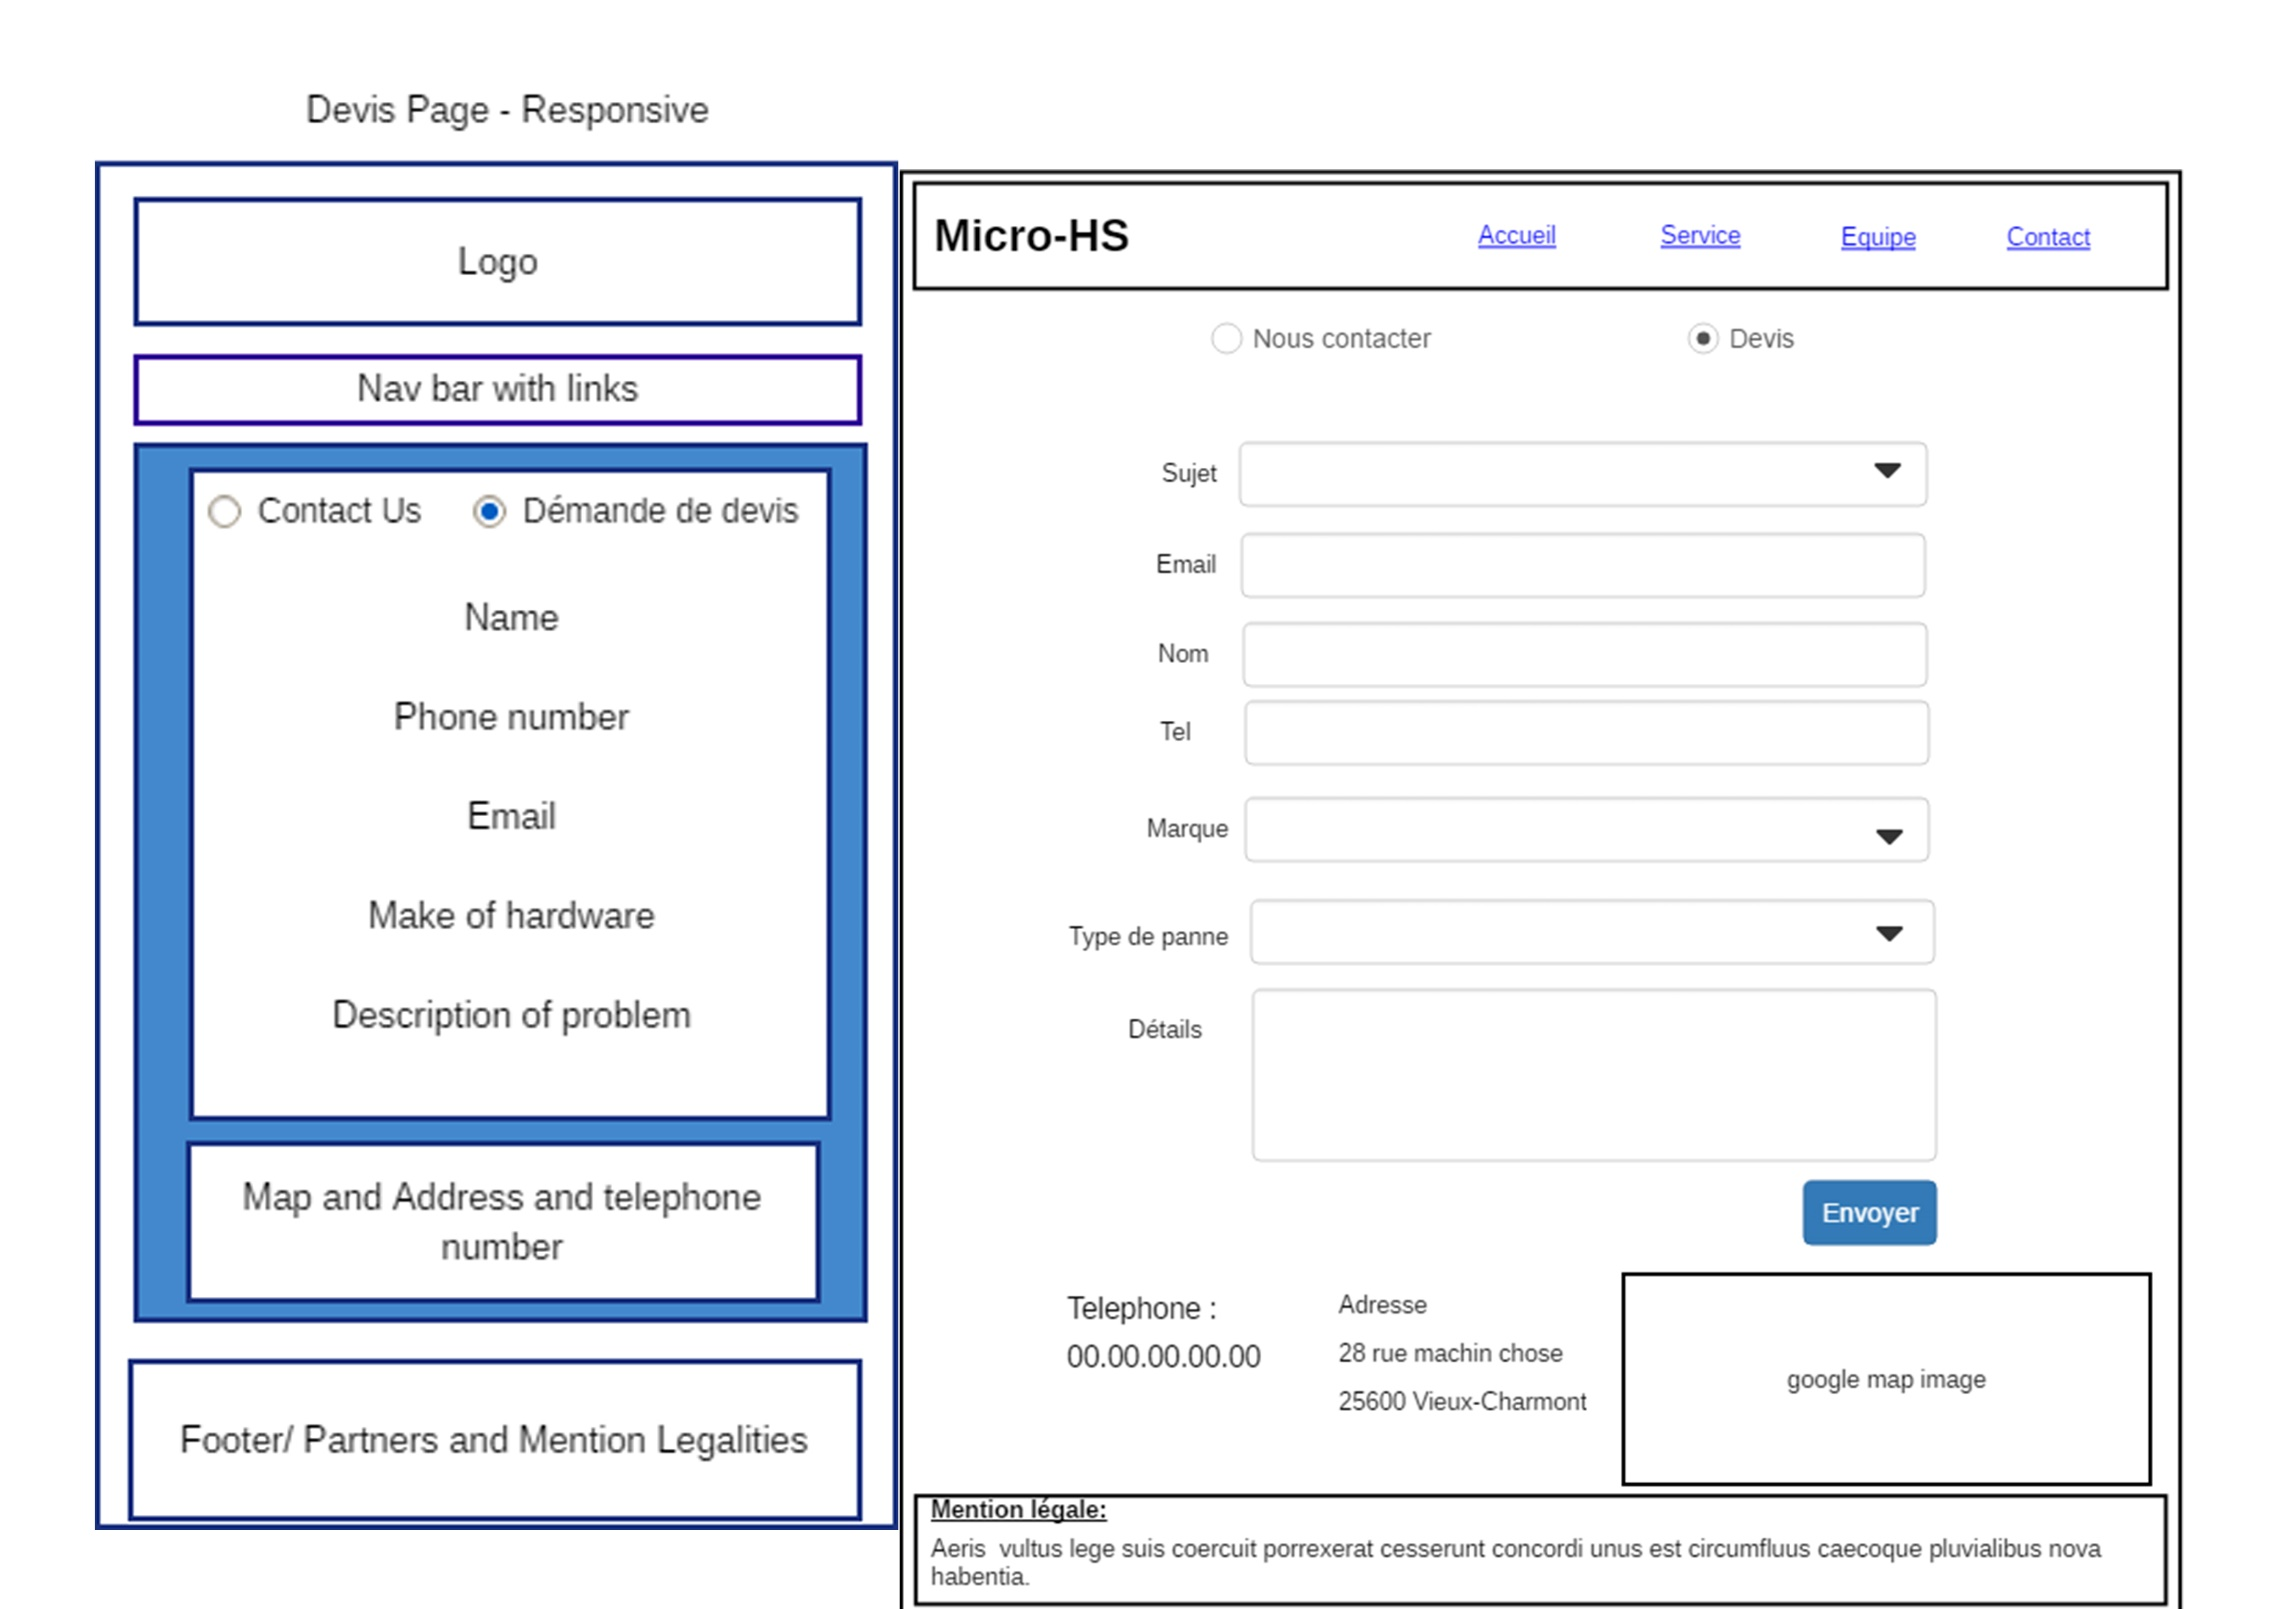 Devis Page - Responsive
Logo
Nav bar with links
Contact Us Démande de devis
Name
Phone number
Email
Make of hardware
Description of problem
Map and Address and telephone
number
Footer/ Partners and Mention Legalities
Micro-HS Accueil Service Equipe Contact
Nous contacter Devis
Sujet
Email
Nom
Tel
Marque
Type de panne
Détails
Envoyer
Telephone :
00.00.00.00.00
Adresse
28 rue machin chose
25600 Vieux-Charmont
google map image
Mention légale:
Aeris vultus lege suis coercuit porrexerat cesserunt concordi unus est circumfluus caecoque pluvialibus nova
habentia.